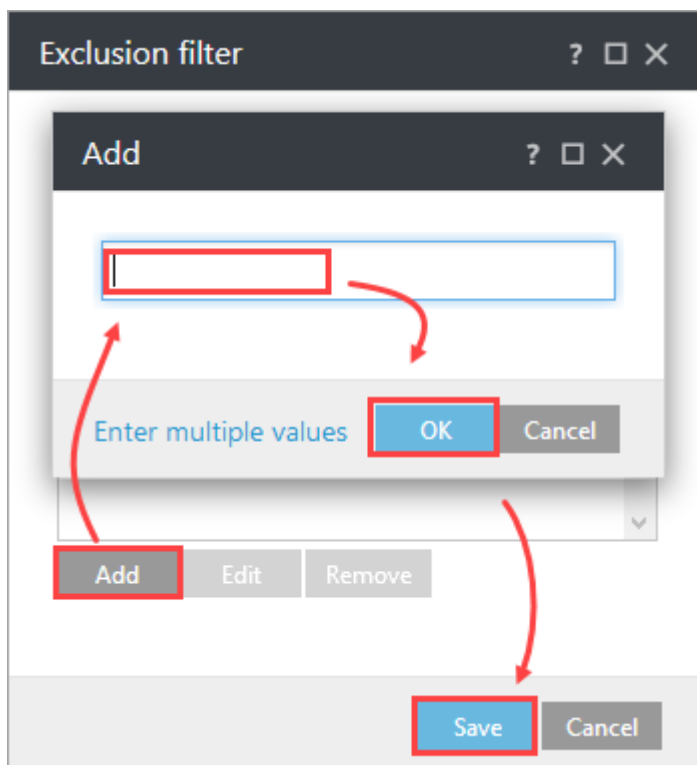 Exclusion filter ?
Add ?
Enter multiple values OK Cancel
Add Edit Remove
Save Cancel